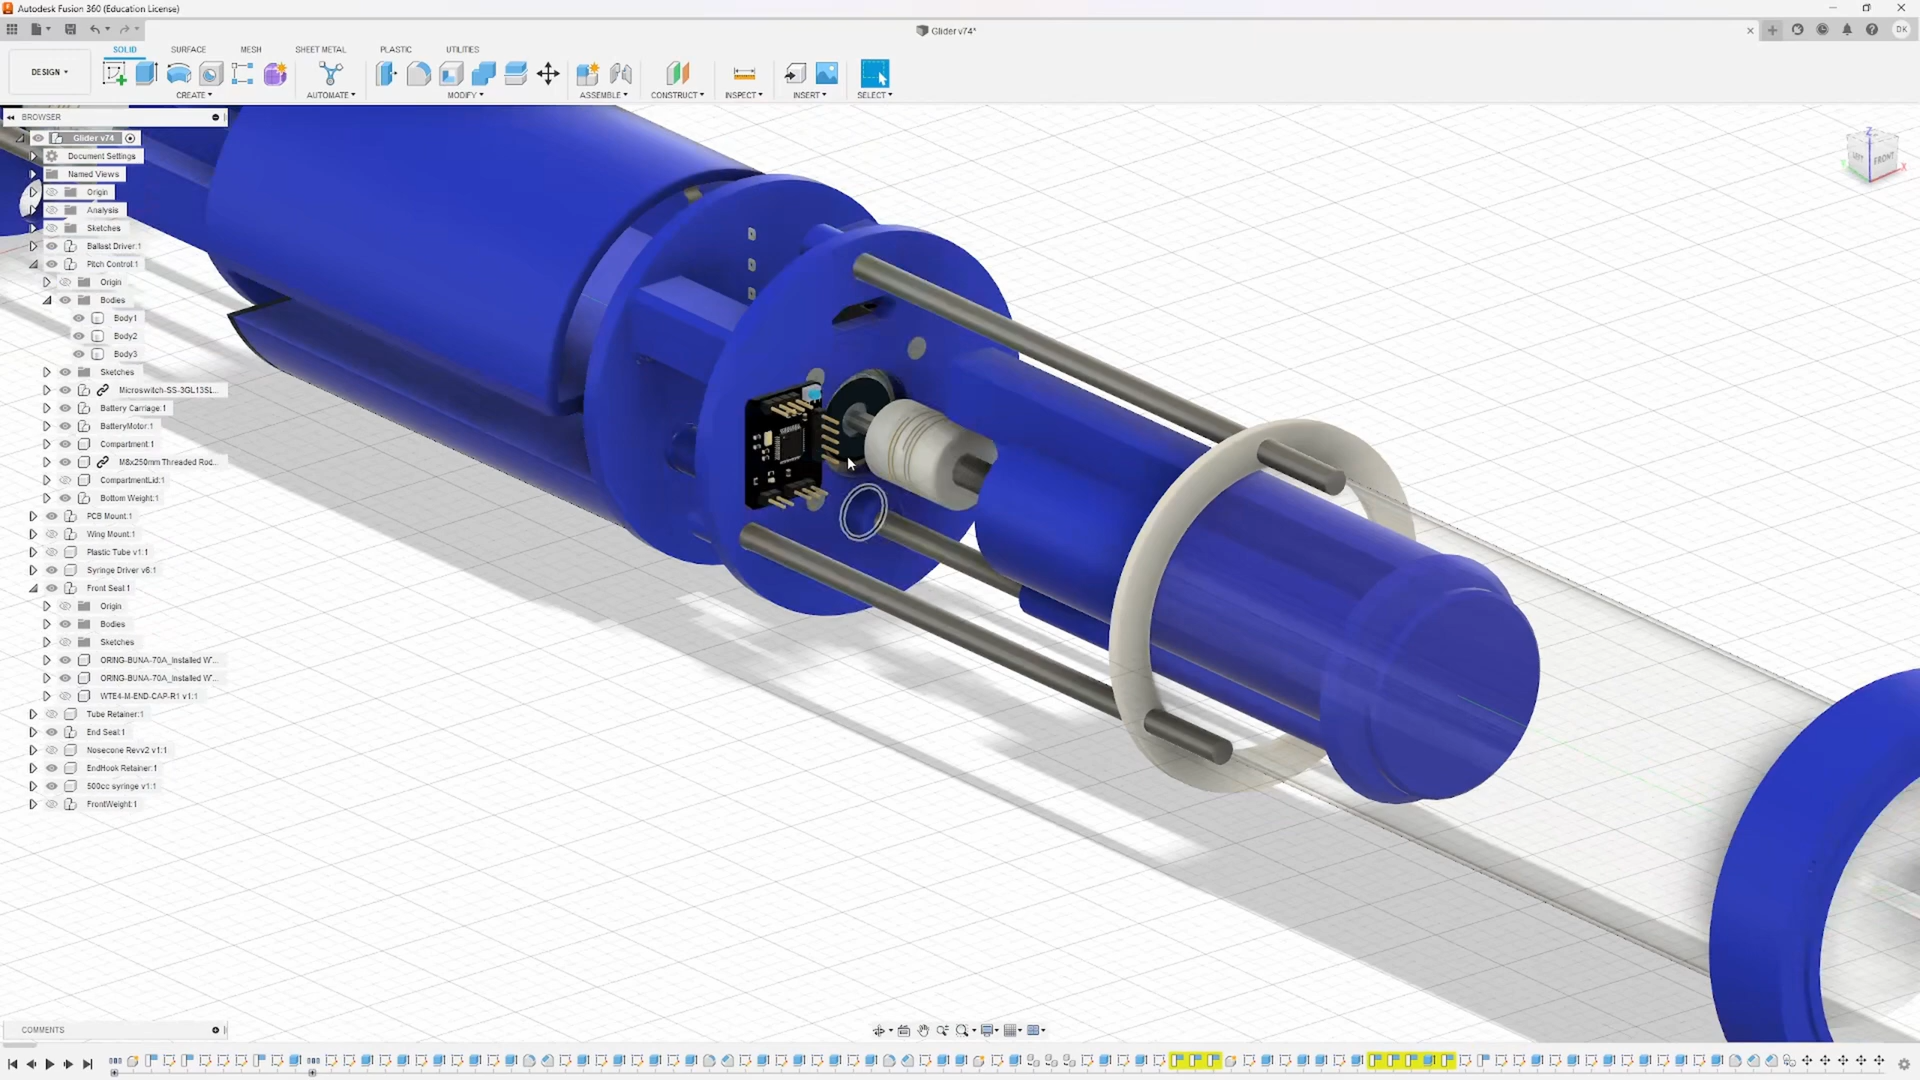 Autodesk Fusion 360 (Education License)
Glider v74*
DK
DESIGN
SOLID
SURFACE
MESH
SHEET METAL
PLASTIC
UTILITIES
CREATE
AUTOMATE
MODIFY
ASSEMBLE
CONSTRUCT
INSPECT
INSERT
SELECT
BROWSER
Glider v74
Document Settings
Named Views
Origin
Analysis
Sketches
Ballast Driver:1
Pitch Control:1
Origin
Bodies
Body1
Body2
Body3
Sketches
Microswitch-SS-3GL13SL...
Battery Carriage:1
BatteryMotor:1
Compartment:1
M8x250mm Threaded Rod...
CompartmentLid:1
Bottom Weight:1
PCB Mount:1
Wing Mount:1
Plastic Tube v1:1
Syringe Driver v6:1
Front Seal:1
Origin
Bodies
Sketches
ORING-BUNA-70A_Installed W'...
ORING-BUNA-70A_Installed W'...
WTE4-M-END-CAP-R1 v1:1
Tube Retainer:1
End Seal:1
Nosecone Revv2 v1:1
EndHook Retainer:1
500cc syringe v1:1
FrontWeight:1
Z
LEFT
FRONT
X
COMMENTS